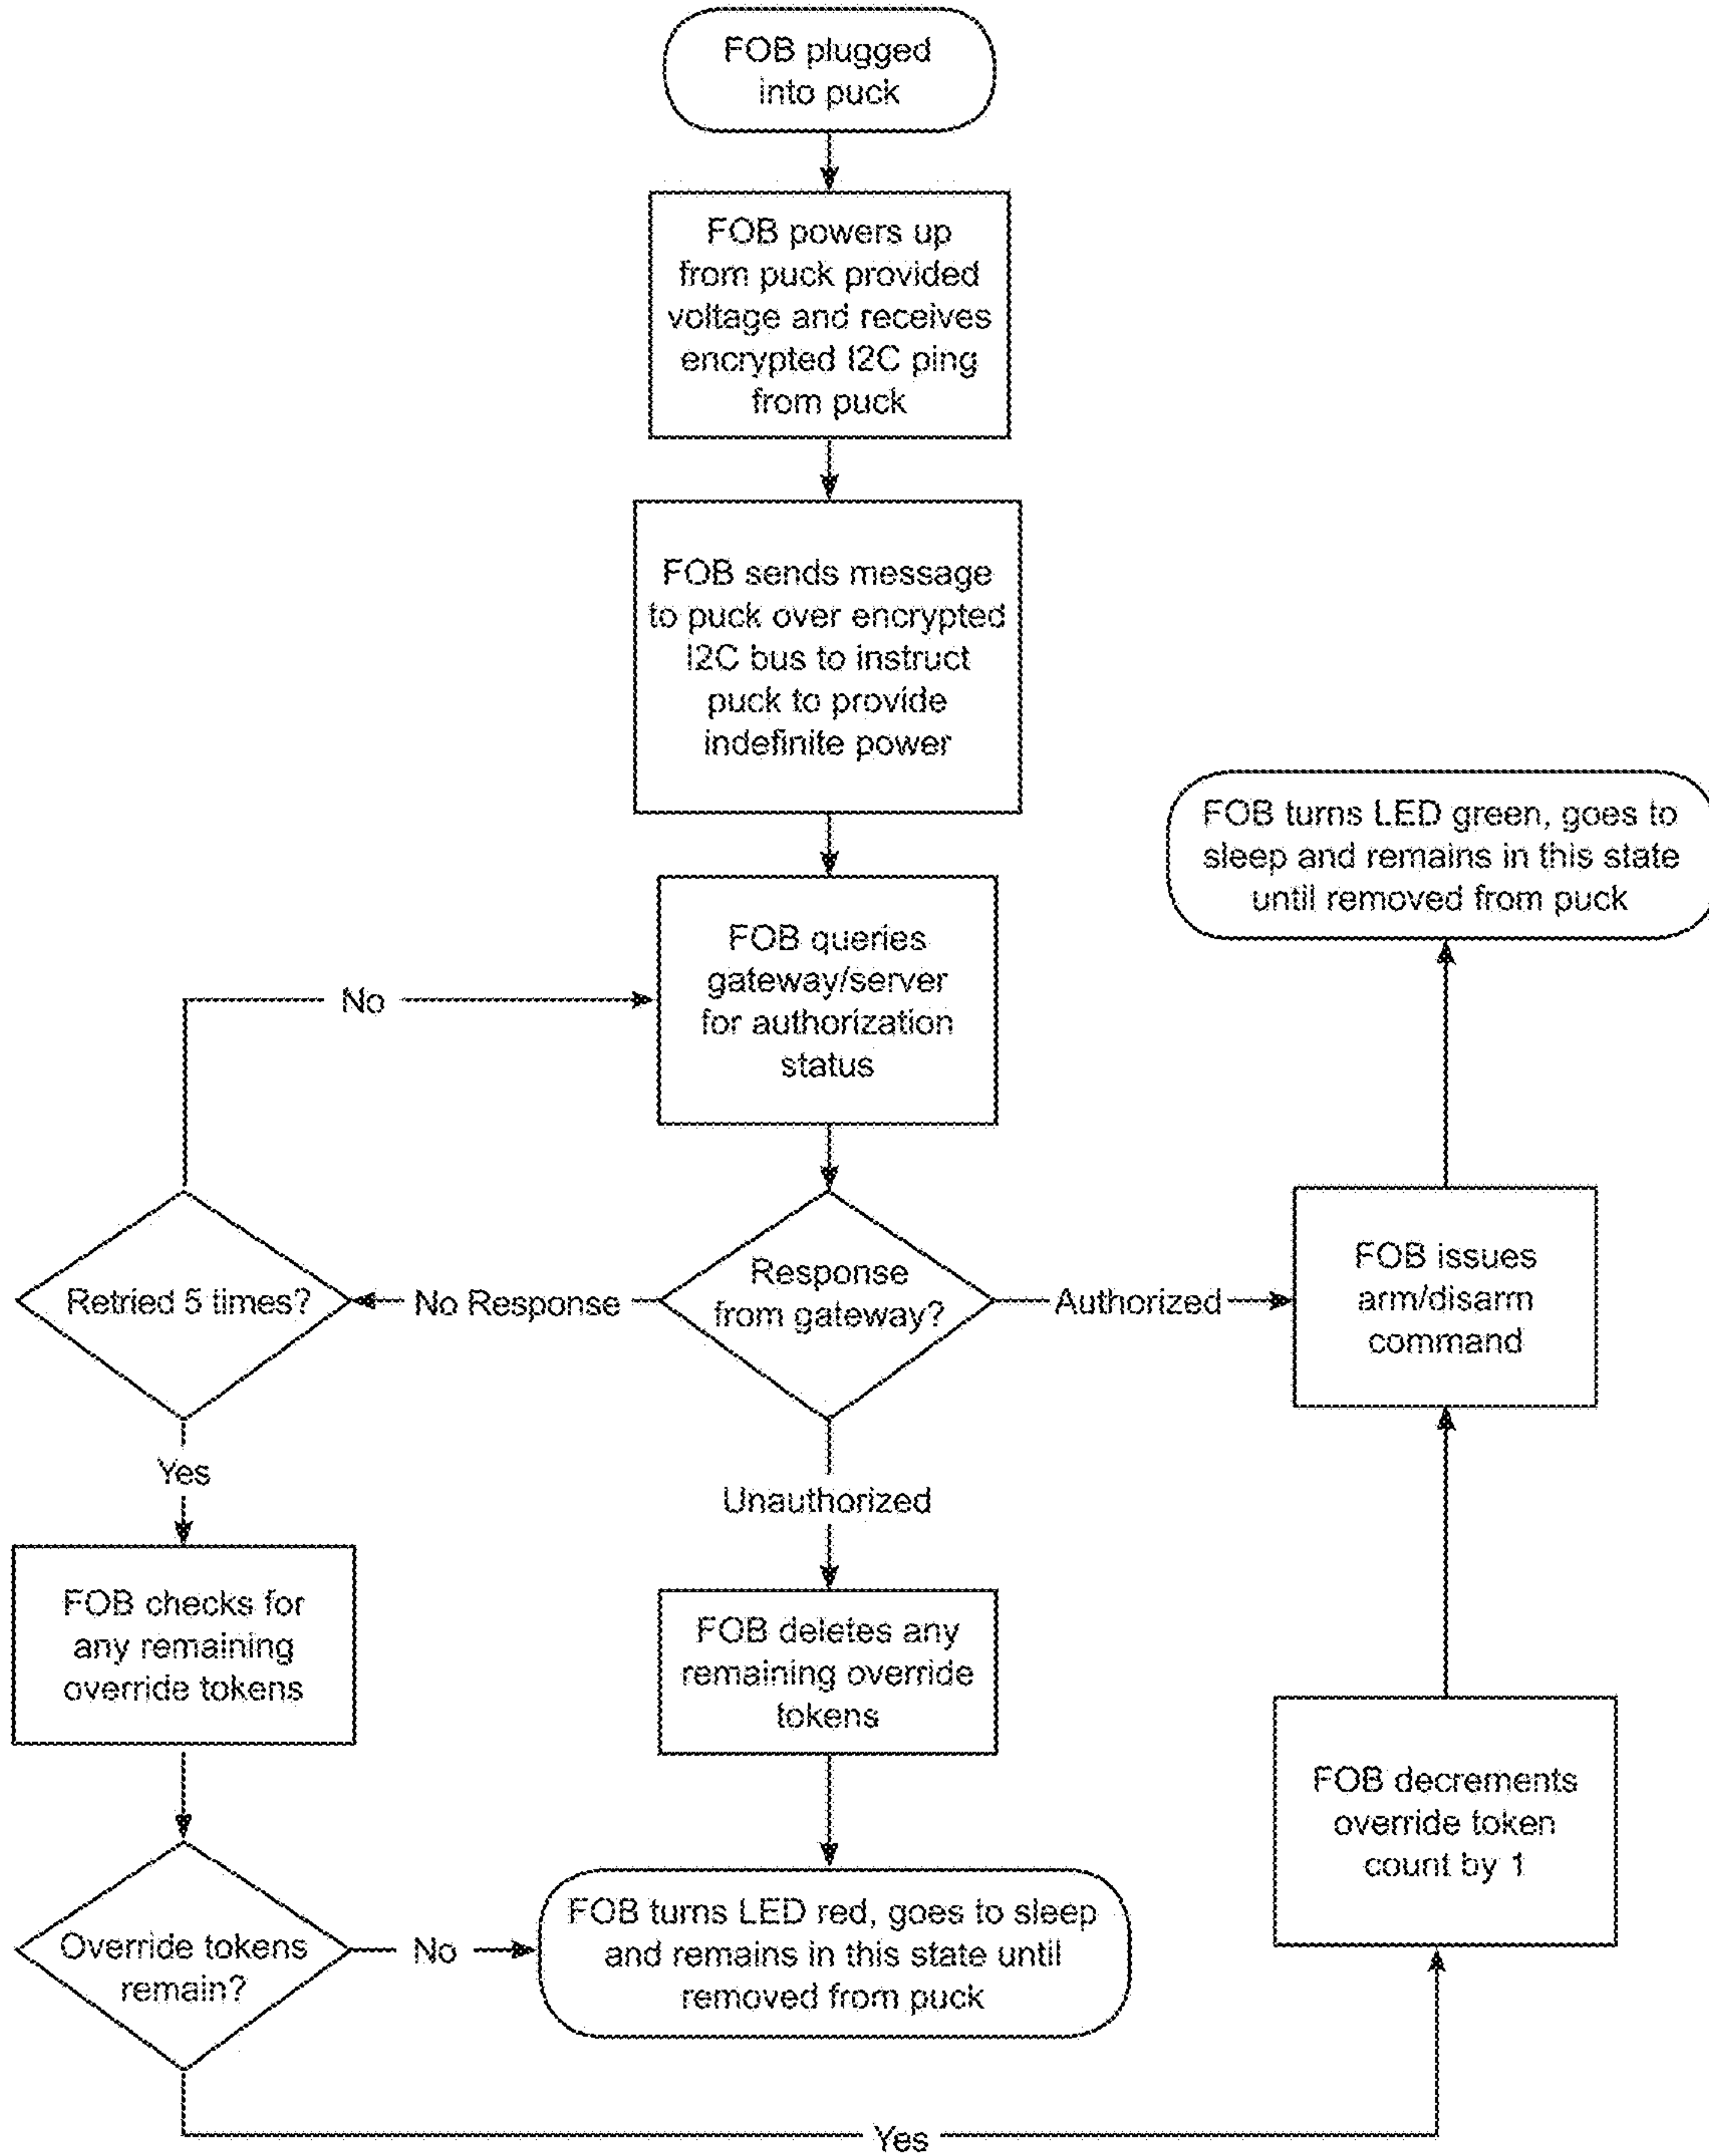 FOB plugged
into puck
FOB powers up
from puck provided
voltage and receives
encrypted I2C ping
from puck
FOB sends message
to puck over encrypted
I2C bus to instruct
puck to provide
indefinite power
FOB turns LED green, goes to
sleep and remains in this state
until removed from puck
FOB queries
gateway/server
for authorization
status
No
Retried 5 times?
No Response
Response
from gateway?
Authorized
FOB issues
arm/disarm
command
Yes
Unauthorized
FOB checks for
any remaining
override tokens
FOB deletes any
remaining override
tokens
FOB decrements
override token
count by 1
Override tokens
remain?
No
FOB turns LED red, goes to sleep
and remains in this state until
removed from puck
Yes